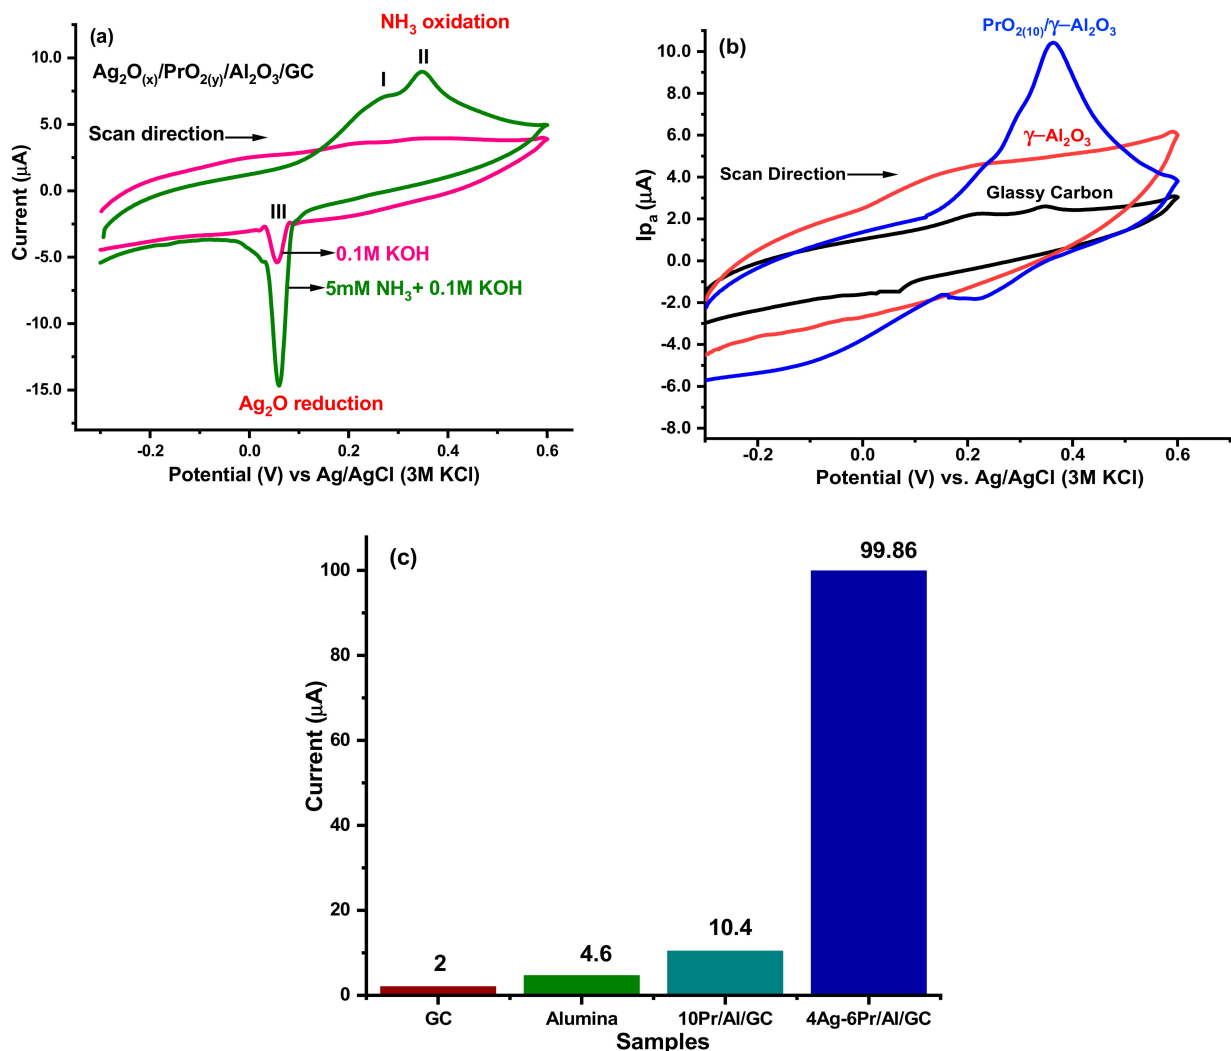 (a)
NH₃ oxidation
II
I
Ag₂O₍ₓ₎/PrO₂₍y₎/Al₂O₃/GC
Scan direction
III
0.1M KOH
5mM NH₃+ 0.1M KOH
Ag₂O reduction
10.0
5.0
0.0
-5.0
-10.0
-15.0
Current (μA)
-0.2
0.0
0.2
0.4
0.6
Potential (V) vs Ag/AgCl (3M KCl)
(b)
PrO₂₍₁₀₎/γ–Al₂O₃
γ–Al₂O₃
Scan Direction
Glassy Carbon
10.0
8.0
6.0
4.0
2.0
0.0
-2.0
-4.0
-6.0
-8.0
Ipₐ (μA)
-0.2
0.0
0.2
0.4
0.6
Potential (V) vs. Ag/AgCl (3M KCl)
(c)
99.86
10.4
4.6
2
100
80
60
40
20
0
Current (μA)
GC
Alumina
10Pr/Al/GC
4Ag-6Pr/Al/GC
Samples